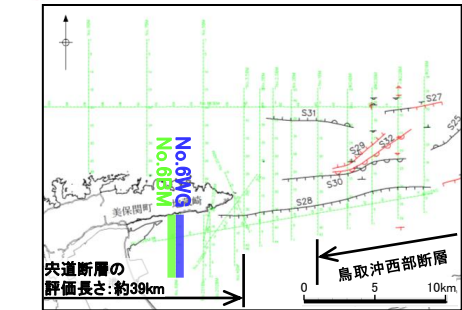 S27
S31
S25
S29
S32
S30
S28
No.6BM
No.6WG
美保関町
崎
鳥取沖西部断層
宍道断層の
評価長さ:約39km
0 5 10km